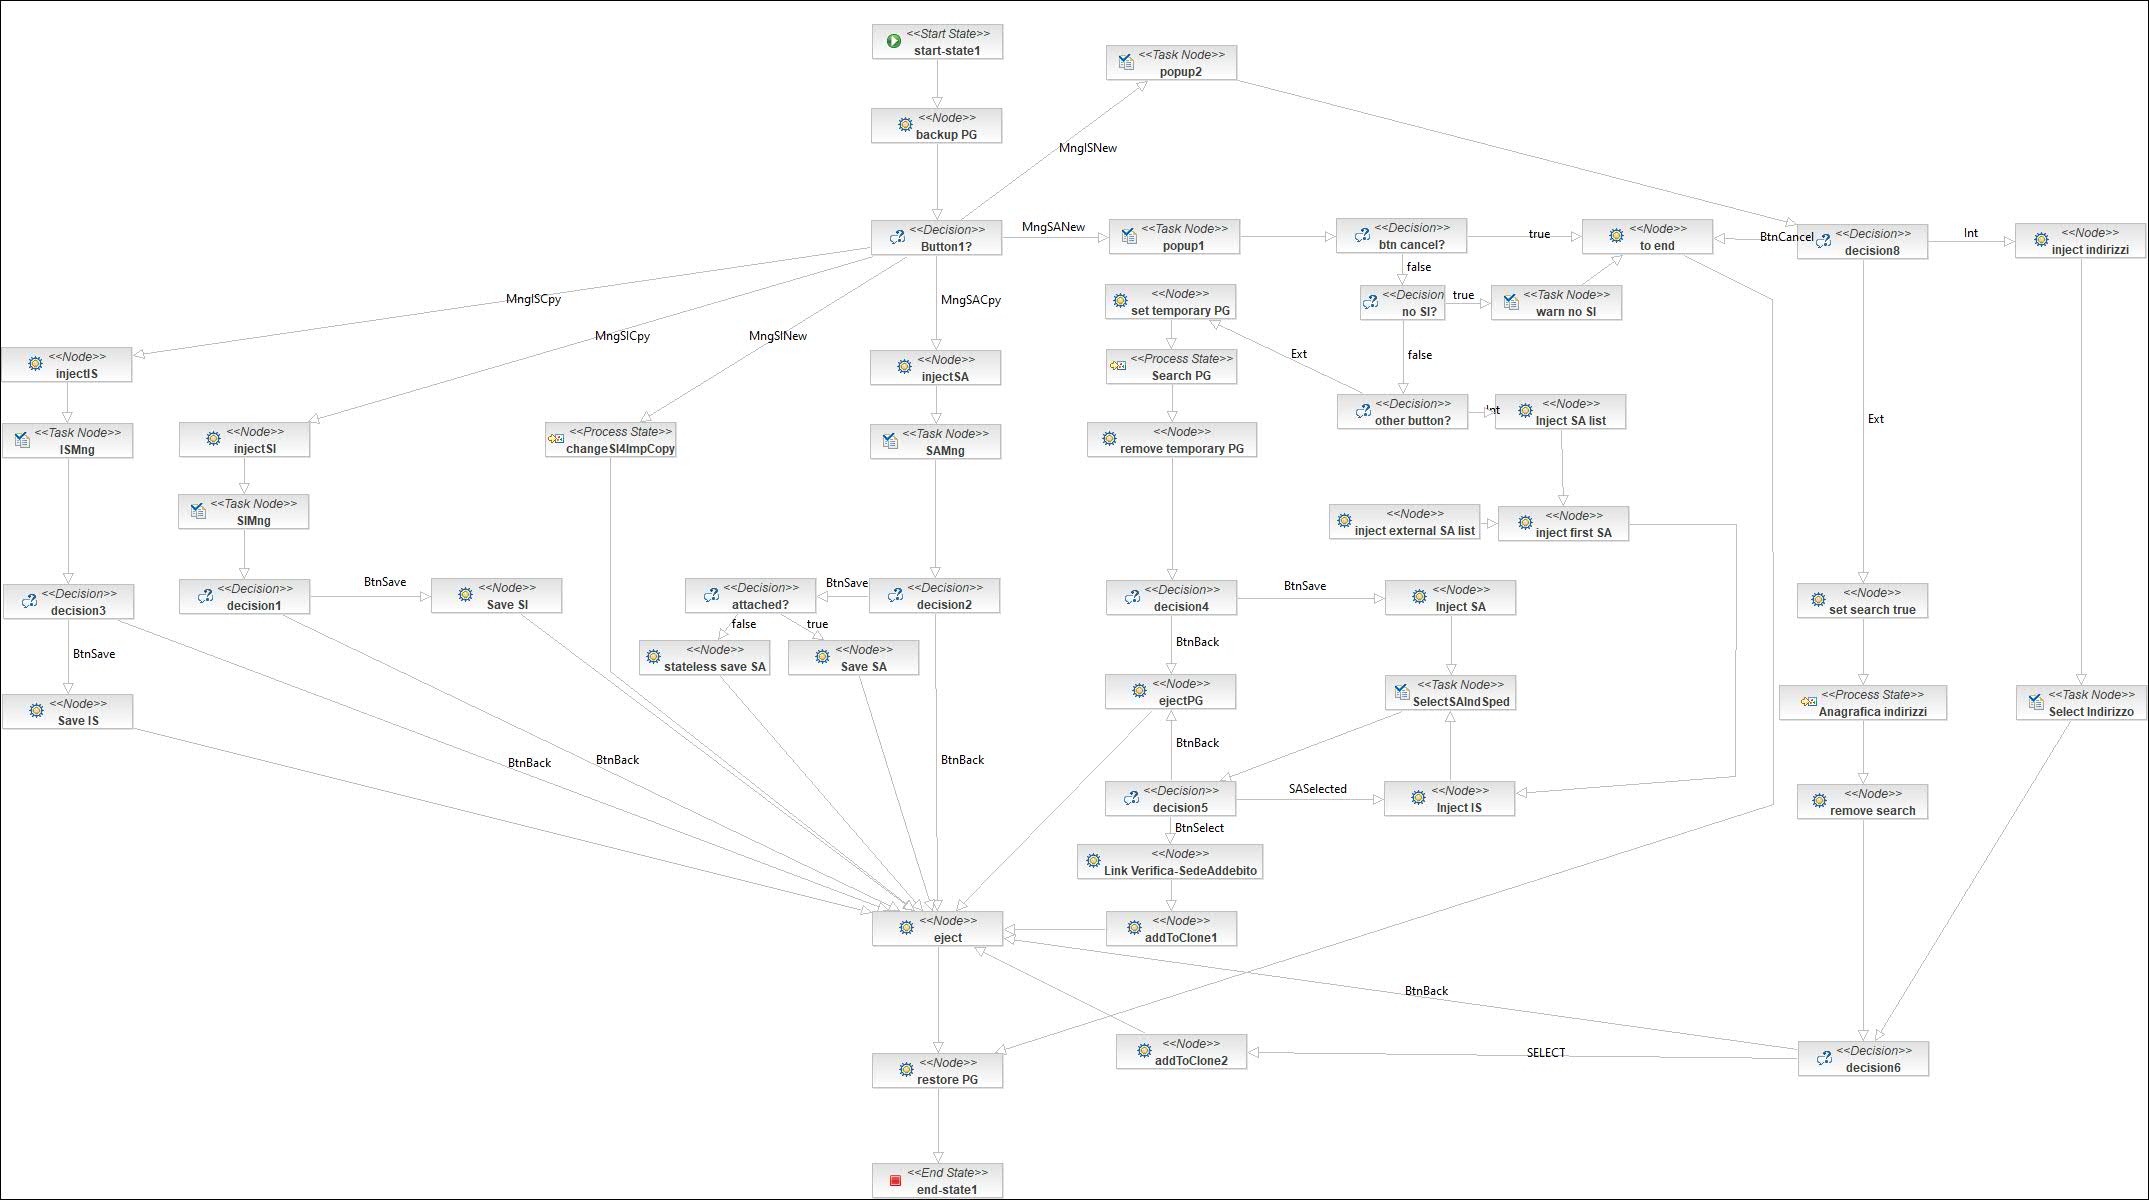 <<Start State>>
start-state1
<<Task Node>>
popup2
<<Node>>
backup PG
MngISNew
<<Decision>>
Button1?
MngSANew
<<Task Node>>
popup1
<<Decision>>
btn cancel?
true
<<Node>>
to end
BtnCancel
<<Decision>>
decision8
Int
<<Node>>
inject indirizzi
false
MngISCpy
MngSICpy
MngSINew
MngSACpy
<<Node>>
set temporary PG
<<Decision
no SI?
true
<<Task Node>>
warn no SI
Ext
false
<<Node>>
injectIS
<<Node>>
injectSA
<<Process State>>
Search PG
<<Decision>>
other button?
Int
<<Node>>
Inject SA list
Ext
<<Task Node>>
ISMng
<<Node>>
injectSI
<<Process State>>
changeSI4ImpCopy
<<Task Node>>
SAMng
<<Node>>
remove temporary PG
<<Task Node>>
SIMng
<<Node>>
inject external SA list
<<Node>>
inject first SA
<<Decision>>
decision3
<<Decision>>
decision1
BtnSave
<<Node>>
Save SI
<<Decision>>
attached?
BtnSave
<<Decision>>
decision2
<<Decision>>
decision4
BtnSave
<<Node>>
Inject SA
<<Node>>
set search true
false
true
BtnSave
<<Node>>
stateless save SA
<<Node>>
Save SA
BtnBack
<<Node>>
Save IS
<<Node>>
ejectPG
<<Task Node>>
SelectSAIndSped
<<Process State>>
Anagrafica indirizzi
<<Task Node>>
Select Indirizzo
BtnBack
BtnBack
BtnBack
BtnBack
<<Decision>>
decision5
SASelected
<<Node>>
Inject IS
<<Node>>
remove search
BtnSelect
<<Node>>
Link Verifica-SedeAddebito
<<Node>>
eject
<<Node>>
addToClone1
BtnBack
<<Node>>
restore PG
<<Node>>
addToClone2
SELECT
<<Decision>>
decision6
<<End State>>
end-state1